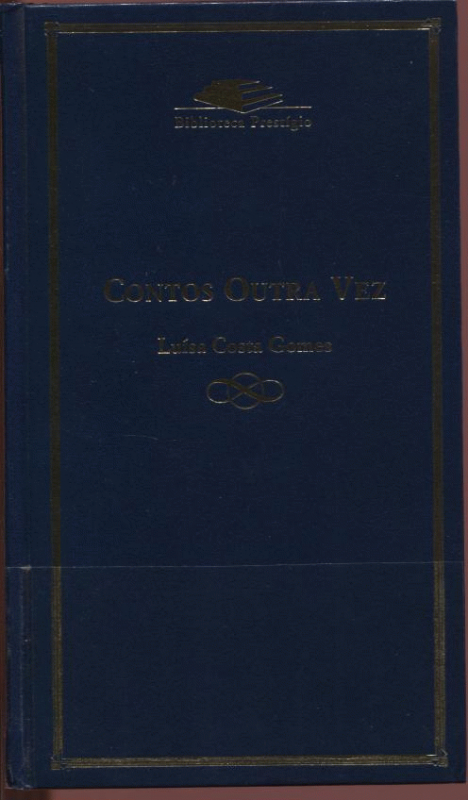 Biblioteca Prestígio
CONTOS OUTRA VEZ
Luísa Costa Gomes